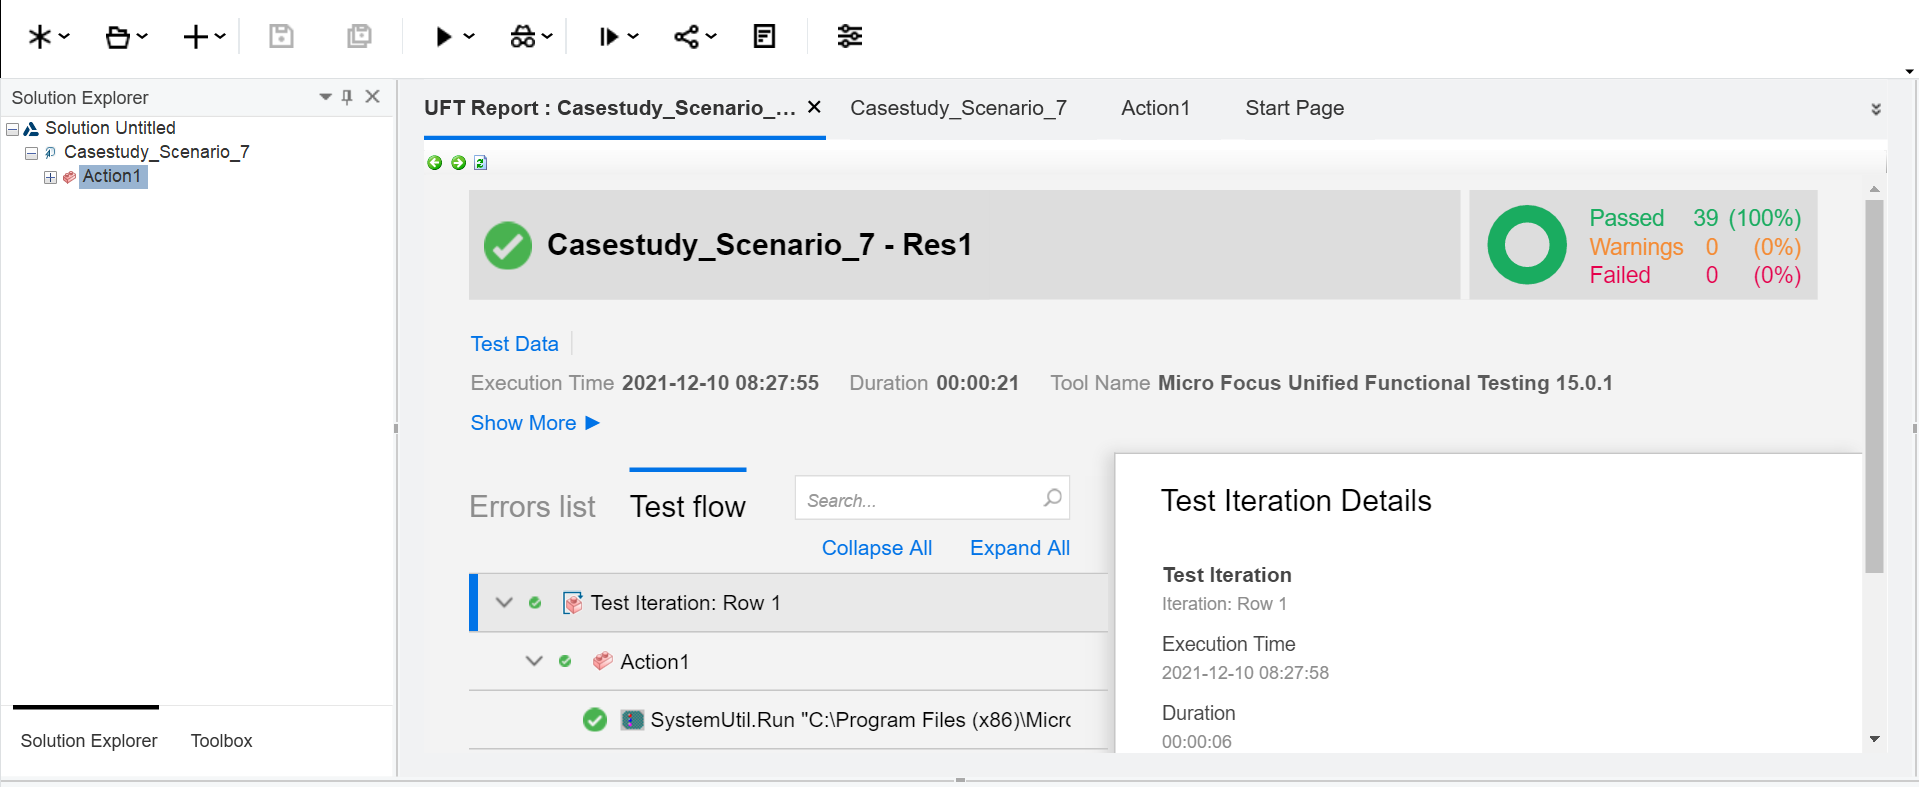 Solution Explorer
Solution Untitled
Casestudy_Scenario_7
Action1
Solution Explorer
Toolbox
UFT Report : Casestudy_Scenario_...
Casestudy_Scenario_7
Action1
Start Page
Casestudy_Scenario_7 - Res1
Passed 39 (100%)
Warnings 0 (0%)
Failed 0 (0%)
Test Data
Execution Time 2021-12-10 08:27:55 Duration 00:00:21 Tool Name Micro Focus Unified Functional Testing 15.0.1
Show More
Errors list
Test flow
Search...
Collapse All
Expand All
Test Iteration: Row 1
Action1
SystemUtil.Run "C:\Program Files (x86)\Micro
Test Iteration Details
Test Iteration
Iteration: Row 1
Execution Time
2021-12-10 08:27:58
Duration
00:00:06